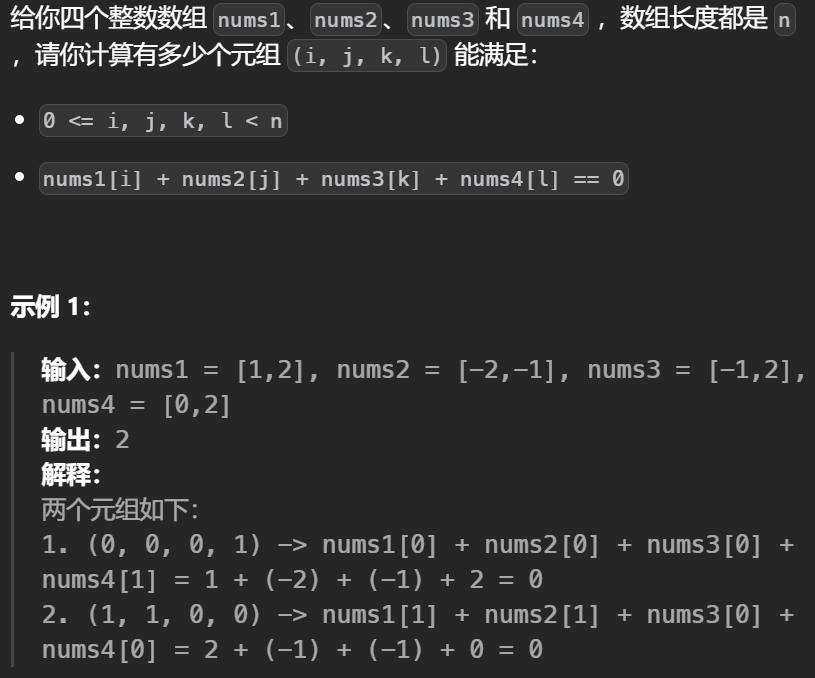 给你四个整数数组 nums1、nums2、nums3 和 nums4 ，数组长度都是 n
，请你计算有多少个元组 (i, j, k, l) 能满足：
• 0 <= i, j, k, l < n
• nums1[i] + nums2[j] + nums3[k] + nums4[l] == 0
示例 1：
输入：nums1 = [1,2], nums2 = [-2,-1], nums3 = [-1,2],
nums4 = [0,2]
输出：2
解释：
两个元组如下：
1. (0, 0, 0, 1) -> nums1[0] + nums2[0] + nums3[0] +
nums4[1] = 1 + (-2) + (-1) + 2 = 0
2. (1, 1, 0, 0) -> nums1[1] + nums2[1] + nums3[0] +
nums4[0] = 2 + (-1) + (-1) + 0 = 0